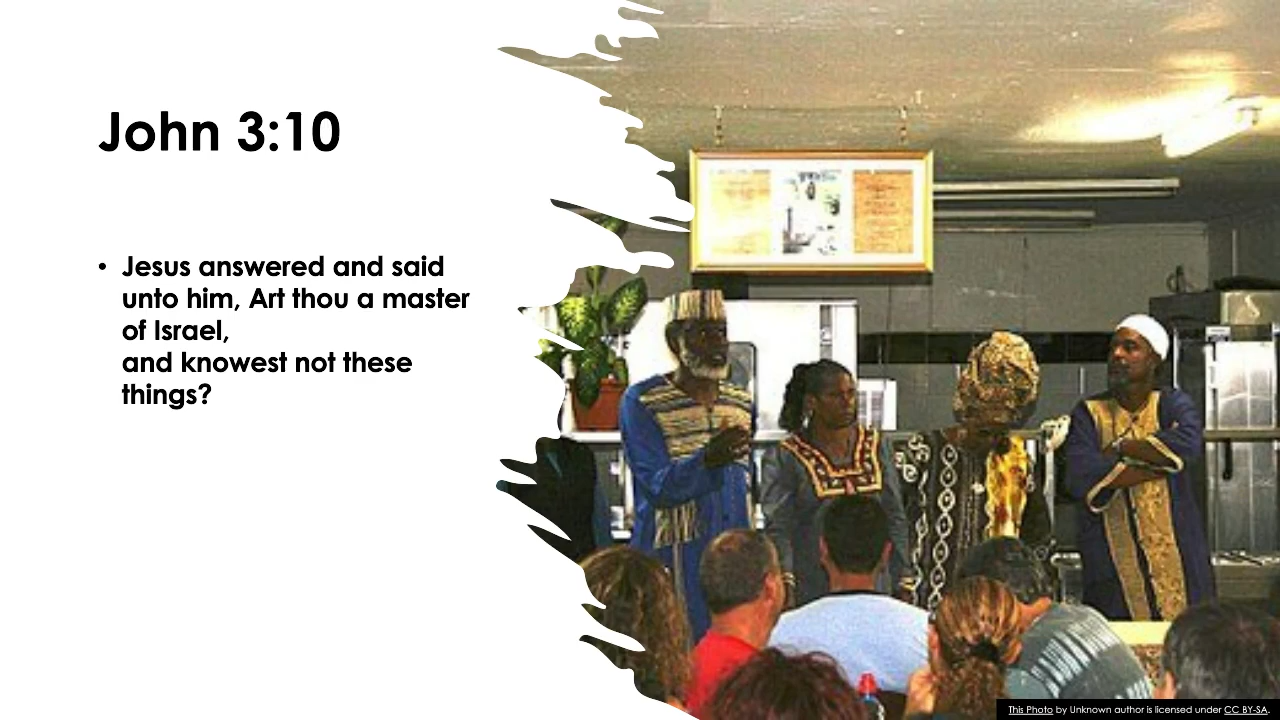 John 3:10
• Jesus answered and said
unto him, Art thou a master
of Israel,
and knowest not these
things?
This Photo by Unknown author is licensed under CC BY-SA.